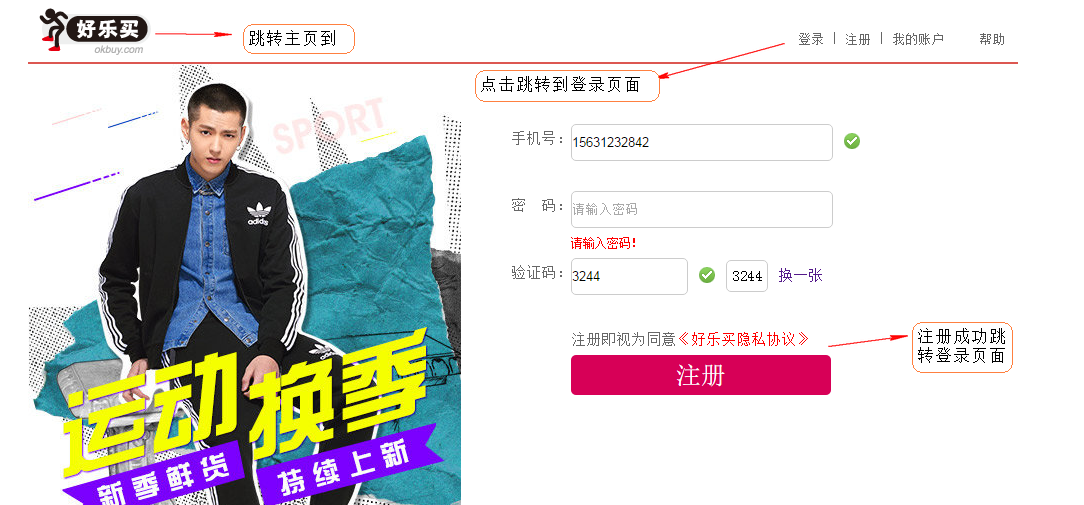 好乐买
okbuy.com
跳转主页到
登录 | 注册 | 我的账户 帮助
点击跳转到登录页面
SPORT
adidas
手机号：15631232842
密 码：请输入密码
请输入密码!
验证码：3244 3244 换一张
注册即视为同意《好乐买隐私协议》
注册成功跳
转登录页面
注册
运动换季
新季鲜货 持续上新